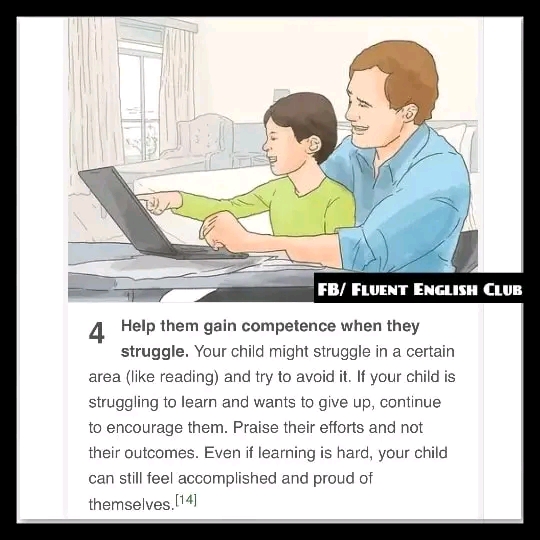 FB/ Fluent English Club
4 Help them gain competence when they
struggle. Your child might struggle in a certain
area (like reading) and try to avoid it. If your child is
struggling to learn and wants to give up, continue
to encourage them. Praise their efforts and not
their outcomes. Even if learning is hard, your child
can still feel accomplished and proud of
themselves.[14]